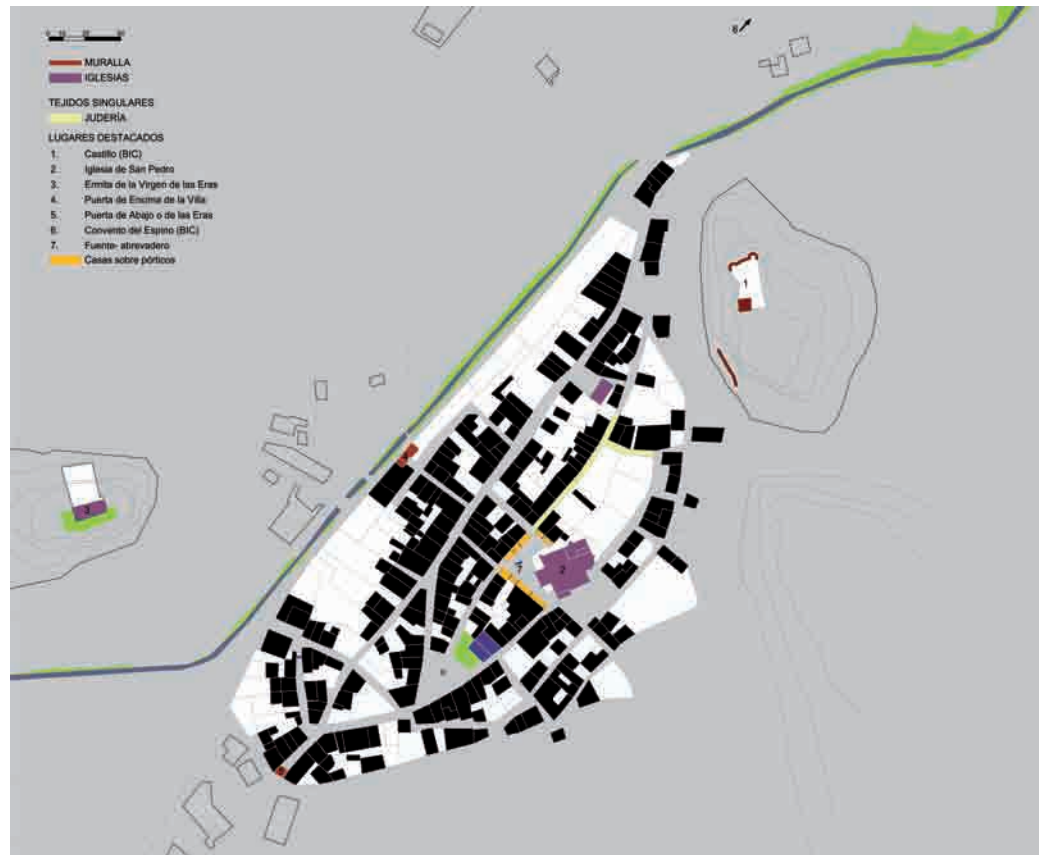 MURALLA
IGLESIAS
TEJIDOS SINGULARES
JUDERÍA
LUGARES DESTACADOS
1. Castillo (BIC)
2. Iglesia de San Pedro
3. Ermita de la Virgen de las Eras
4. Puerta de Encima de la Villa
5. Puerta de Abajo o de las Eras
6. Convento del Espino (BIC)
7. Fuente- abrevadero
Casas sobre pórticos
6
1
3
7
2